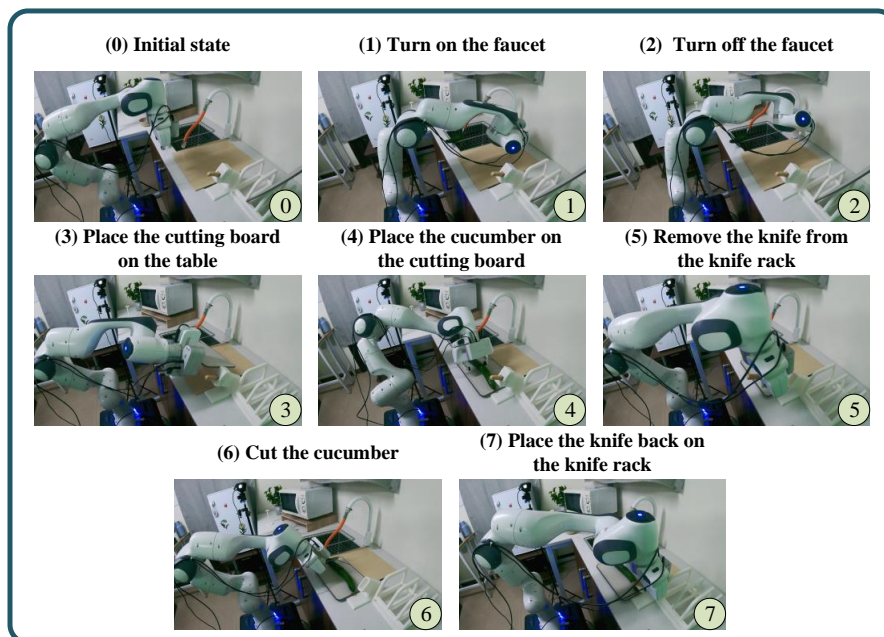 (0) Initial state
(1) Turn on the faucet
(2) Turn off the faucet
0
1
2
(3) Place the cutting board
on the table
(4) Place the cucumber on
the cutting board
(5) Remove the knife from
the knife rack
3
4
5
(6) Cut the cucumber
(7) Place the knife back on
the knife rack
6
7